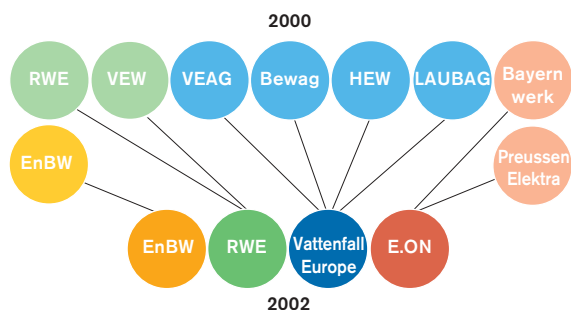 2000
RWE
VEW
VEAG
Bewag
HEW
LAUBAG
Bayern
werk
EnBW
Preussen
Elektra
EnBW
RWE
Vattenfall
Europe
E.ON
2002